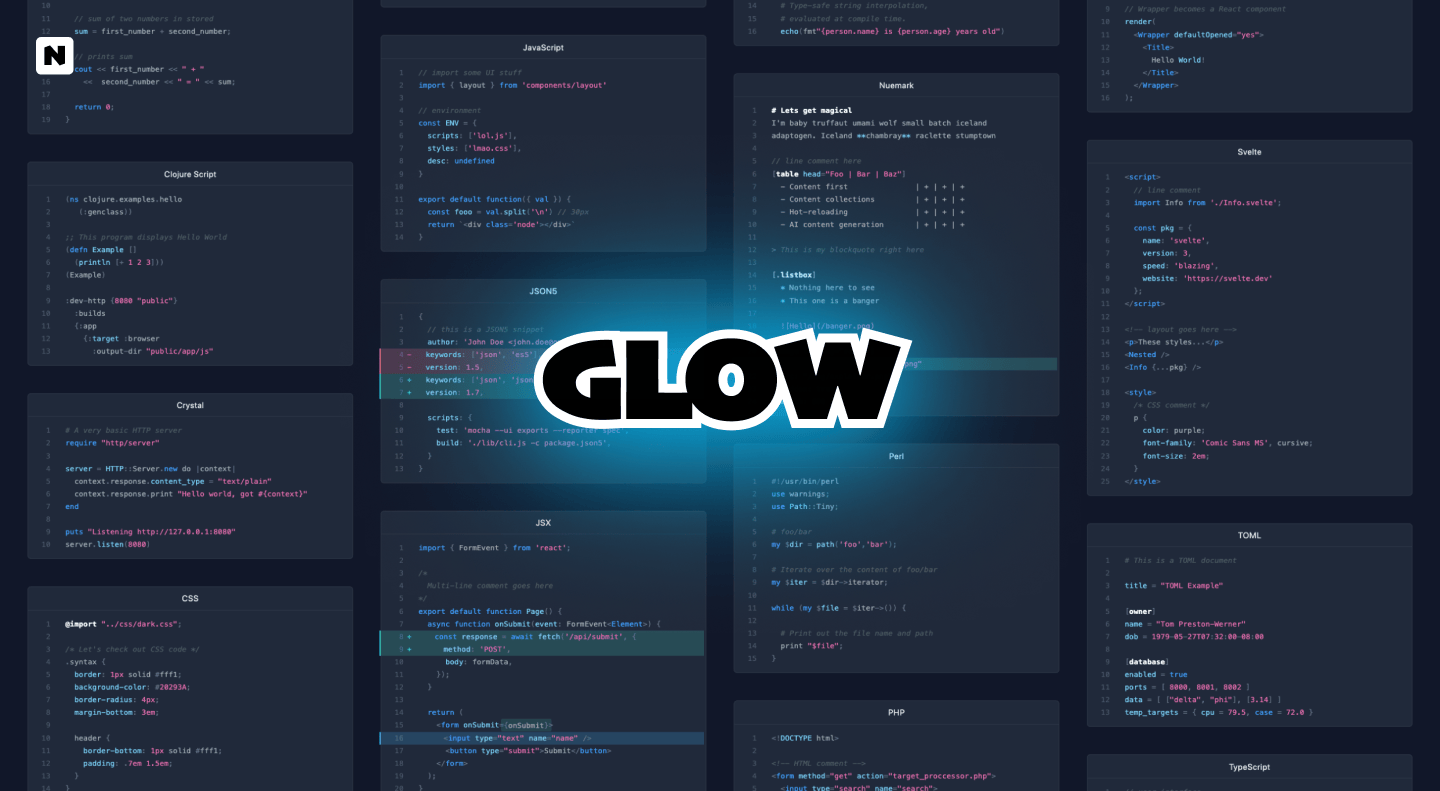 10
11 // sum of two numbers in stored
12 sum = first_number + second_number;
N
// prints sum
cout << first_number << " + "
16 << second_number << " = " << sum;
17
18 return 0;
19 }
Clojure Script
1 (ns clojure.examples.hello
2 (:genclass))
3
4 ;; This program displays Hello World
5 (defn Example []
6 (println [+ 1 2 3]))
7 (Example)
8
9 :dev-http {8080 "public"}
10 :builds
11 {:app
12 {:target :browser
13 :output-dir "public/app/js"
Crystal
1 # A very basic HTTP server
2 require "http/server"
3
4 server = HTTP::Server.new do |context|
5 context.response.content_type = "text/plain"
6 context.response.print "Hello world, got #{context}"
7 end
8
9 puts "Listening http://127.0.0.1:8080"
10 server.listen(8080)
CSS
1 @import "../css/dark.css";
2
3 /* Let's check out CSS code */
4 .syntax {
5 border: 1px solid #fff1;
6 background-color: #20293A;
7 border-radius: 4px;
8 margin-bottom: 3em;
9
10 header {
11 border-bottom: 1px solid #fff1;
12 padding: .7em 1.5em;
13 }
14 }
JavaScript
1 // import some UI stuff
2 import { layout } from 'components/layout'
3
4 // environment
5 const ENV = {
6 scripts: ['lol.js'],
7 styles: ['lmao.css'],
8 desc: undefined
9 }
10
11 export default function({ val }) {
12 const fooo = val.split('\n') // 30px
13 return `<div class='node'></div>`
14 }
JSON5
1 {
2 // this is a JSON5 snippet
3 author: 'John Doe <john.doe
4 - keywords: ['json', 'es5']
5 - version: 1.5,
6 + keywords: ['json', 'json
7 + version: 1.7,
8
9 scripts: {
10 test: 'mocha --ui exports --reporter spec',
11 build: './lib/cli.js -c package.json5',
12 }
13 }
JSX
1 import { FormEvent } from 'react';
2
3 /*
4 Multi-line comment goes here
5 */
6 export default function Page() {
7 async function onSubmit(event: FormEvent<Element>) {
8 + const response = await fetch('/api/submit', {
9 + method: 'POST',
10 body: formData,
11 });
12 }
13
14 return (
15 <form onSubmit={onSubmit}>
16 <input type="text" name="name" />
17 <button type="submit">Submit</button>
18 </form>
19 );
20 }
GLOW
14 # Type-safe string interpolation,
15 # evaluated at compile time.
16 echo(fmt"{person.name} is {person.age} years old")
Nuemark
1 # Lets get magical
2 I'm baby truffaut umami wolf small batch iceland
3 adaptogen. Iceland **chambray** raclette stumptown
4
5 // line comment here
6 [table head="Foo | Bar | Baz"]
7 - Content first | + | + | +
8 - Content collections | + | + | +
9 - Hot-reloading | + | + | +
10 - AI content generation | + | + | +
11
12 > This is my blockquote right here
13
14 [.listbox]
15 * Nothing here to see
16 * This one is a banger
17
![Hello](/banger.png)
png"
Perl
1 #!/usr/bin/perl
2 use warnings;
3 use Path::Tiny;
4
5 # foo/bar
6 my $dir = path('foo','bar');
7
8 # Iterate over the content of foo/bar
9 my $iter = $dir->iterator;
10
11 while (my $file = $iter->()) {
12
13 # Print out the file name and path
14 print "$file";
15 }
PHP
1 <!DOCTYPE html>
2
3 <!-- HTML comment -->
4 <form method="get" action="target_proccessor.php">
5 <input type="search" name="search">
9 // Wrapper becomes a React component
10 render(
11 <Wrapper defaultOpened="yes">
12 <Title>
13 Hello World!
14 </Title>
15 </Wrapper>
16 );
Svelte
1 <script>
2 // line comment
3 import Info from './Info.svelte';
4
5 const pkg = {
6 name: 'svelte',
7 version: 3,
8 speed: 'blazing',
9 website: 'https://svelte.dev'
10 };
11 </script>
12
13 <!-- layout goes here -->
14 <p>These styles...</p>
15 <Nested />
16 <Info {...pkg} />
17
18 <style>
19 /* CSS comment */
20 p {
21 color: purple;
22 font-family: 'Comic Sans MS', cursive;
23 font-size: 2em;
24 }
25 </style>
TOML
1 # This is a TOML document
2
3 title = "TOML Example"
4
5 [owner]
6 name = "Tom Preston-Werner"
7 dob = 1979-05-27T07:32:00-08:00
8
9 [database]
10 enabled = true
11 ports = [ 8000, 8001, 8002 ]
12 data = [ ["delta", "phi"], [3.14] ]
13 temp_targets = { cpu = 79.5, case = 72.0 }
TypeScript